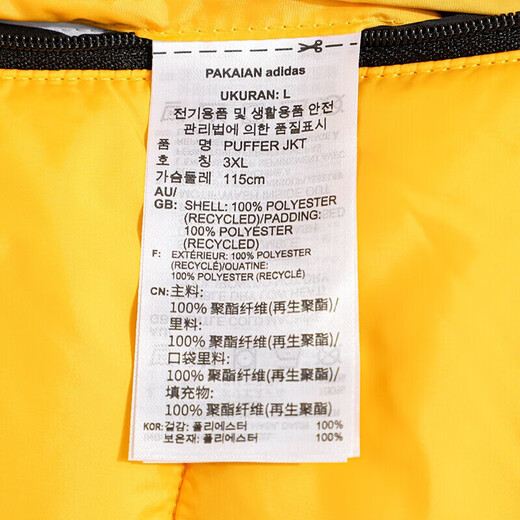 PAKAIAN adidas
UKURAN: L
전기용품 및 생활용품 안전
관리법에 의한 품질표시
품 명 PUFFER JKT
호 칭 3XL
가슴둘레 115cm
AU/
GB: SHELL: 100% POLYESTER
(RECYCLED)/PADDING:
100% POLYESTER
(RECYCLED)
F: EXTÉRIEUR: 100% POLYESTER
(RECYCLÉ)/OUATINE:
100% POLYESTER (RECYCLÉ)
CN: 主料:
100% 聚酯纤维(再生聚酯)/
里料:
100% 聚酯纤维(再生聚酯)/
口袋里料:
100% 聚酯纤维(再生聚酯)/
填充物:
100% 聚酯纤维(再生聚酯)
KOR: 겉감: 폴리에스터 100%
보온재: 폴리에스터 100%